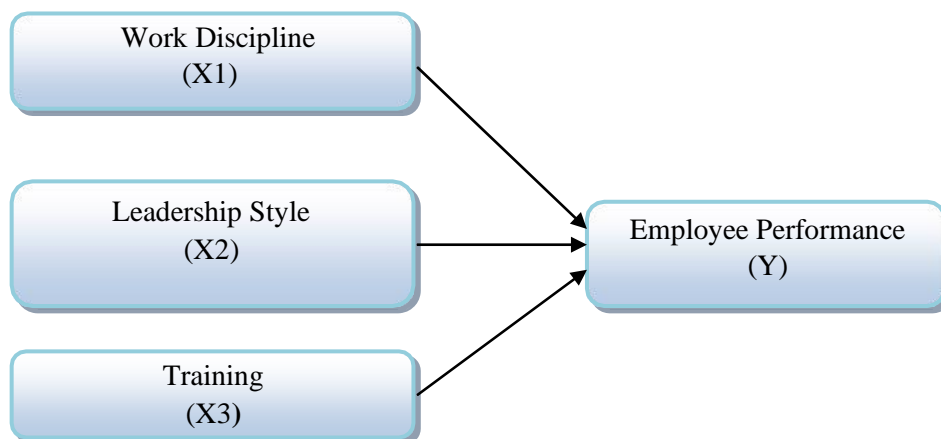 Work Discipline
(X1)
Leadership Style
(X2)
Training
(X3)
Employee Performance
(Y)